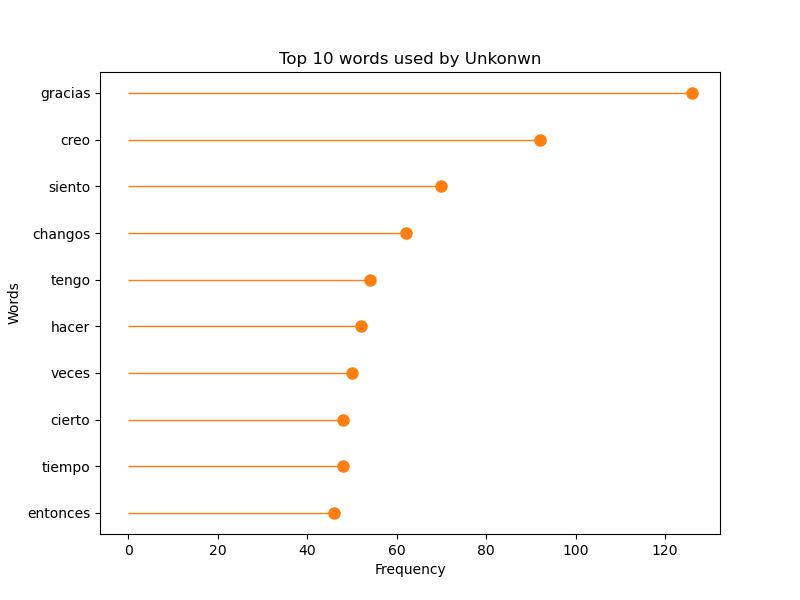 Top 10 words used by Unkonwn
gracias
creo
siento
changos
tengo
hacer
veces
cierto
tiempo
entonces
Words
0 20 40 60 80 100 120
Frequency